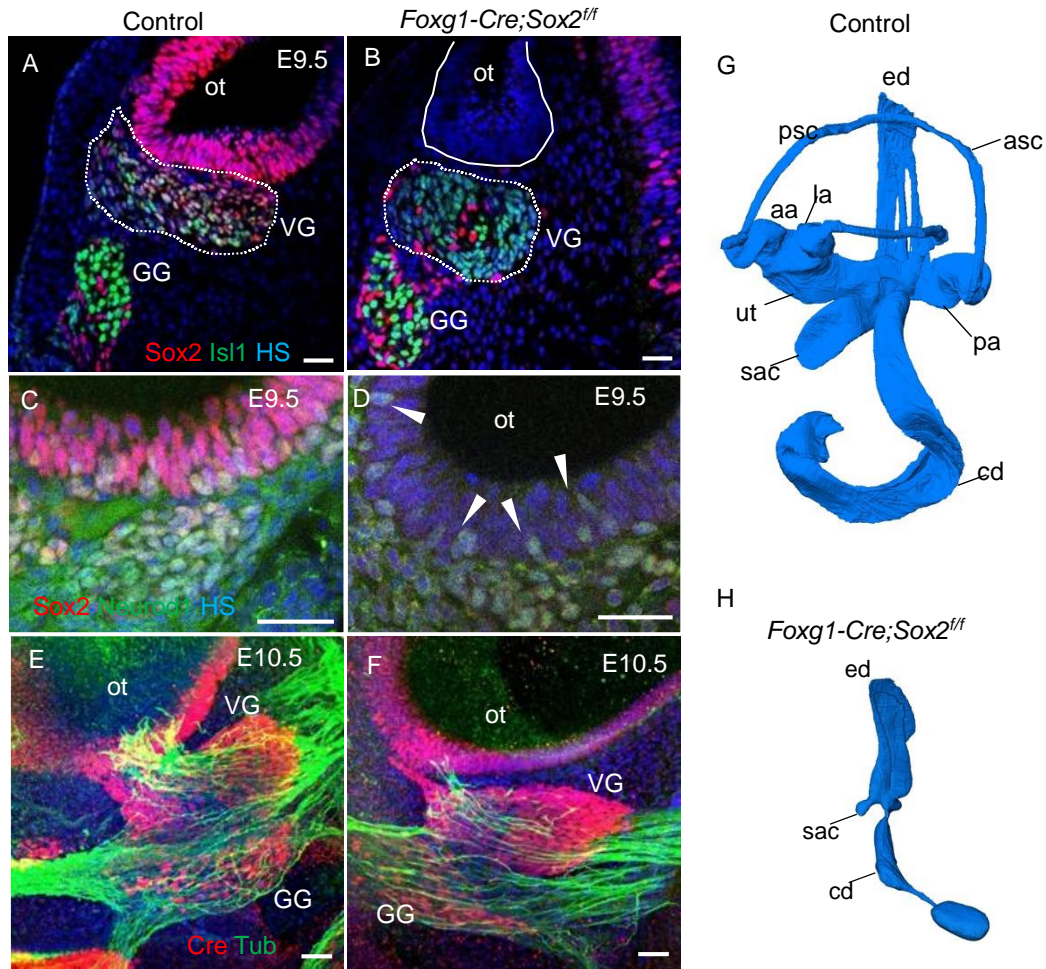 Control
Foxg1-Cre;Sox2f/f
Control
A
E9.5
ot
VG
GG
Sox2 Isl1 HS
B
ot
VG
GG
G
ed
psc
asc
la
aa
ut
pa
sac
cd
C
E9.5
Sox2 Neurod1 HS
D
E9.5
ot
H
Foxg1-Cre;Sox2f/f
ed
sac
cd
E
E10.5
ot
VG
GG
Cre Tub
F
E10.5
ot
VG
GG